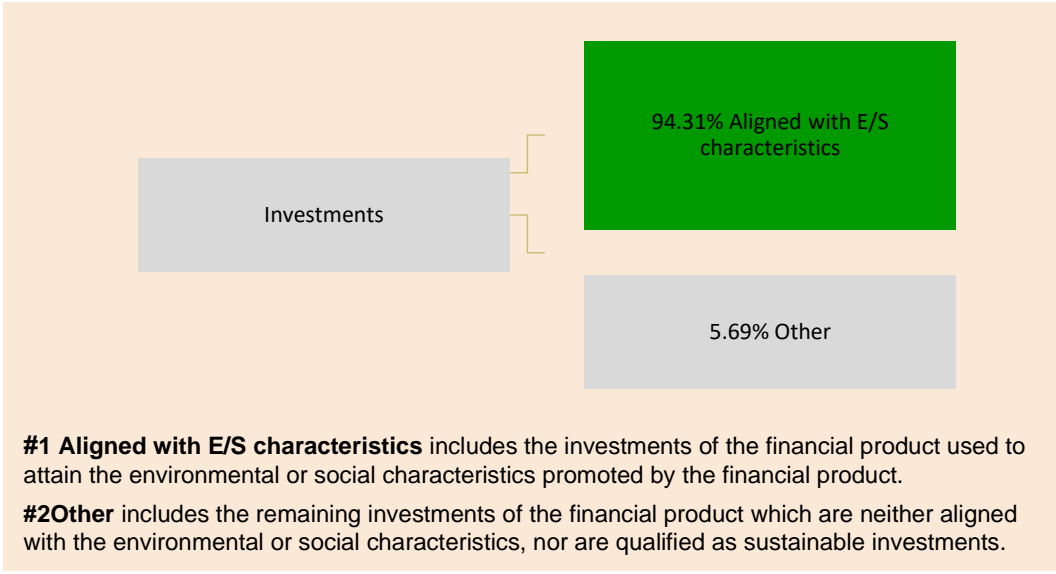 94.31% Aligned with E/S
characteristics
Investments
5.69% Other
#1 Aligned with E/S characteristics includes the investments of the financial product used to
attain the environmental or social characteristics promoted by the financial product.
#2Other includes the remaining investments of the financial product which are neither aligned
with the environmental or social characteristics, nor are qualified as sustainable investments.